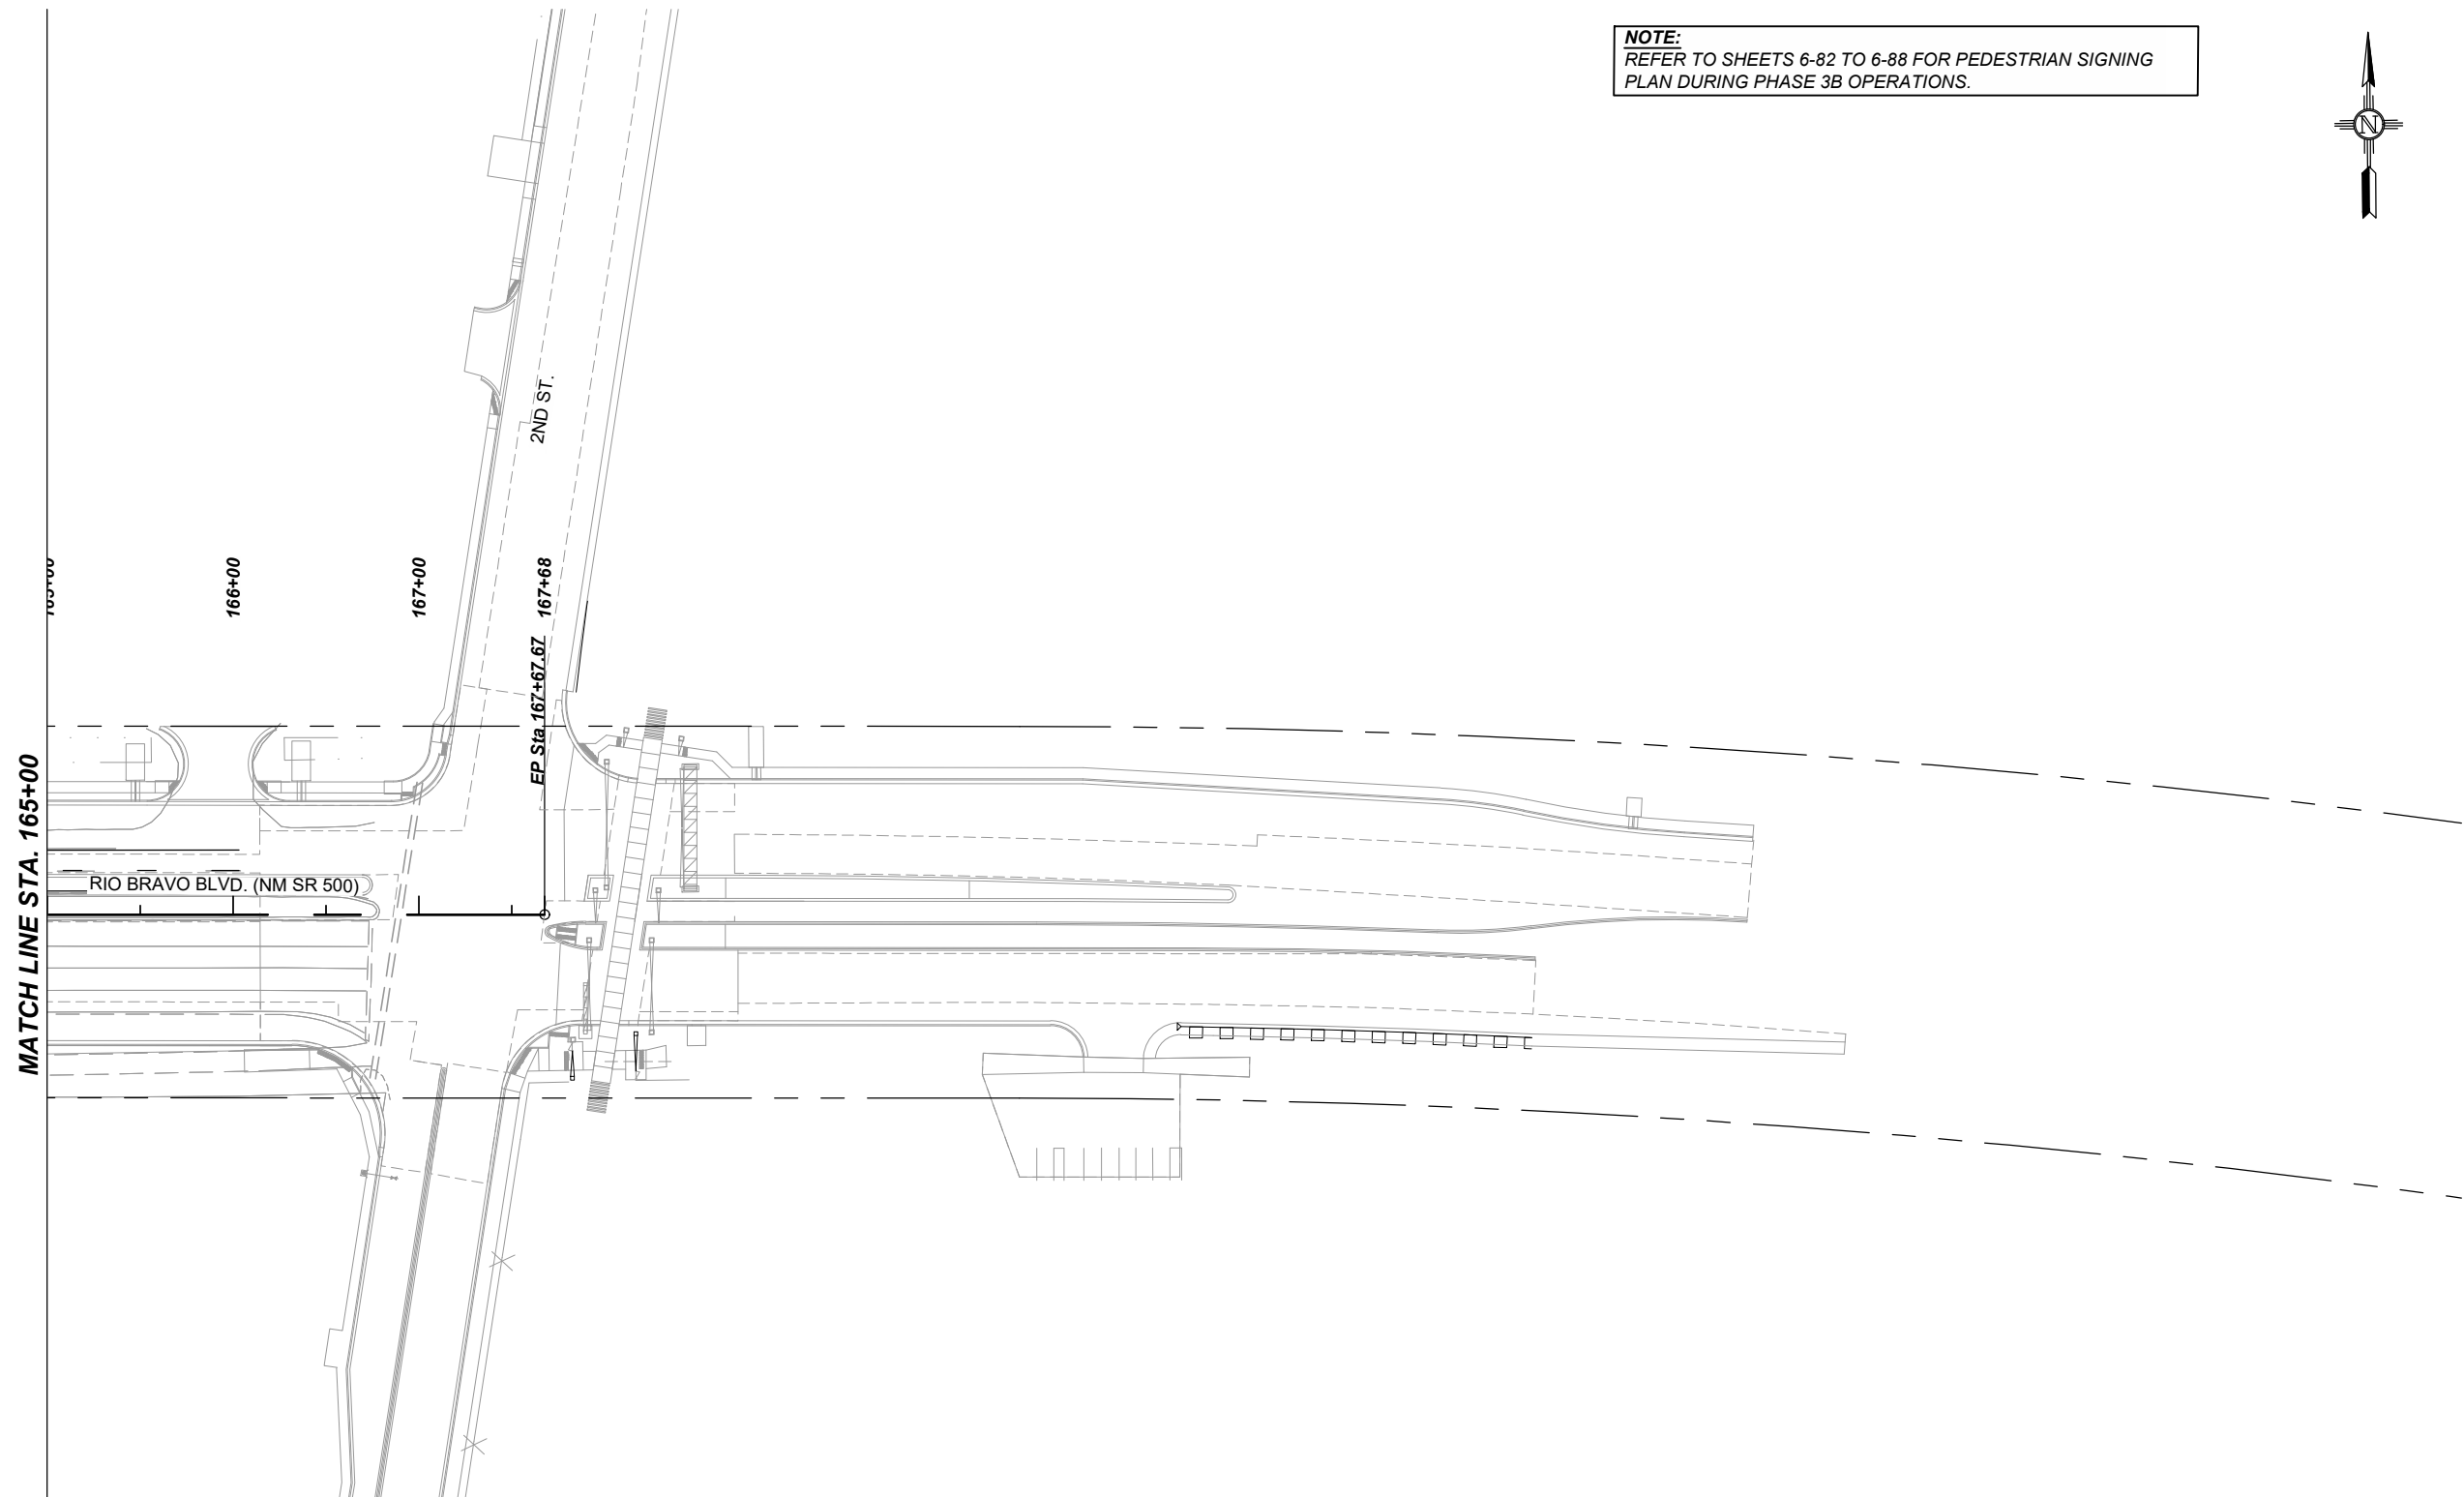 NOTE:
REFER TO SHEETS 6-82 TO 6-88 FOR PEDESTRIAN SIGNING
PLAN DURING PHASE 3B OPERATIONS.
N
2ND ST.
165+00
166+00
167+00
167+68
EP Sta. 167+67.67
MATCH LINE STA. 165+00
RIO BRAVO BLVD. (NM SR 500)